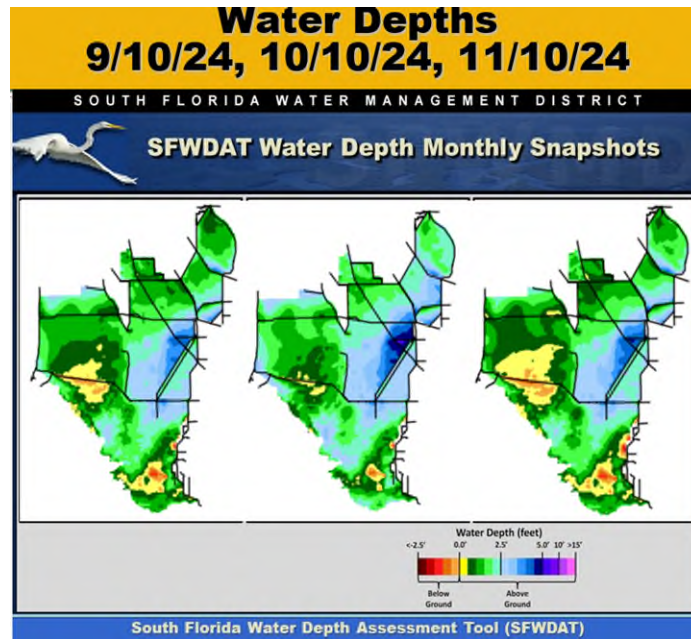 Water Depths
9/10/24, 10/10/24, 11/10/24
SOUTH FLORIDA WATER MANAGEMENT DISTRICT
SFWDAT Water Depth Monthly Snapshots
Water Depth (feet)
<-2.5' 0.0' 2.5' 5.0' 10' >15'
Below Above
Ground Ground
South Florida Water Depth Assessment Tool (SFWDAT)